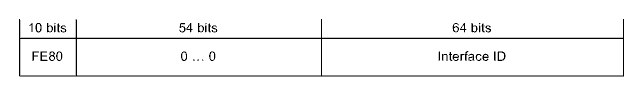 10 bits 54 bits 64 bits
FE80 0 ... 0 Interface ID